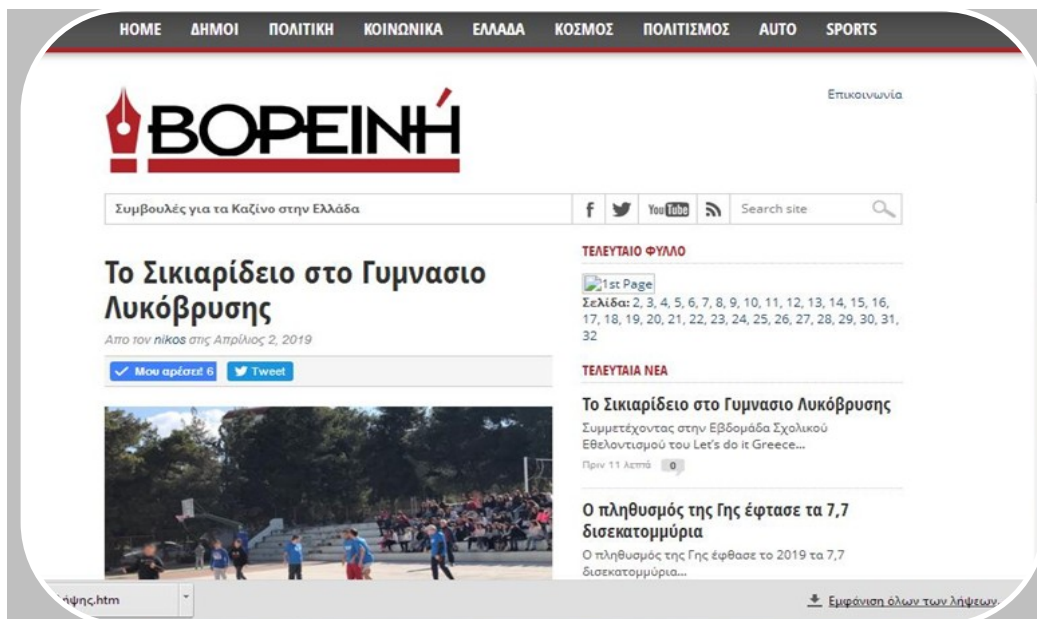 HOME ΔΗΜΟΙ ΠΟΛΙΤΙΚΗ ΚΟΙΝΩΝΙΚΑ ΕΛΛΑΔΑ ΚΟΣΜΟΣ ΠΟΛΙΤΙΣΜΟΣ AUTO SPORTS
Επικοινωνία
ΒΟΡΕΙΝΉ
Συμβουλές για τα Καζίνο στην Ελλάδα
f You Tube Search site
Το Σικιαρίδειο στο Γυμνασιο
Λυκόβρυσης
Απο τον nikos στις Απρίλιος 2, 2019
Μου αρέσει! 6 Tweet
ΤΕΛΕΥΤΑΙΟ ΦΥΛΛΟ
1st Page
Σελίδα: 2, 3, 4, 5, 6, 7, 8, 9, 10, 11, 12, 13, 14, 15, 16,
17, 18, 19, 20, 21, 22, 23, 24, 25, 26, 27, 28, 29, 30, 31,
32
ΤΕΛΕΥΤΑΙΑ ΝΕΑ
Το Σικιαρίδειο στο Γυμνασιο Λυκόβρυσης
Συμμετέχοντας στην Εβδομάδα Σχολικού
Εθελοντισμού του Let's do it Greece...
Πριν 11 λεπτά 0
Ο πληθυσμός της Γης έφτασε τα 7,7
δισεκατομμύρια
Ο πληθυσμός της Γης έφθασε το 2019 τα 7,7
δισεκατομμύρια...
ήψης.htm
Εμφάνιση όλων των λήψεων.